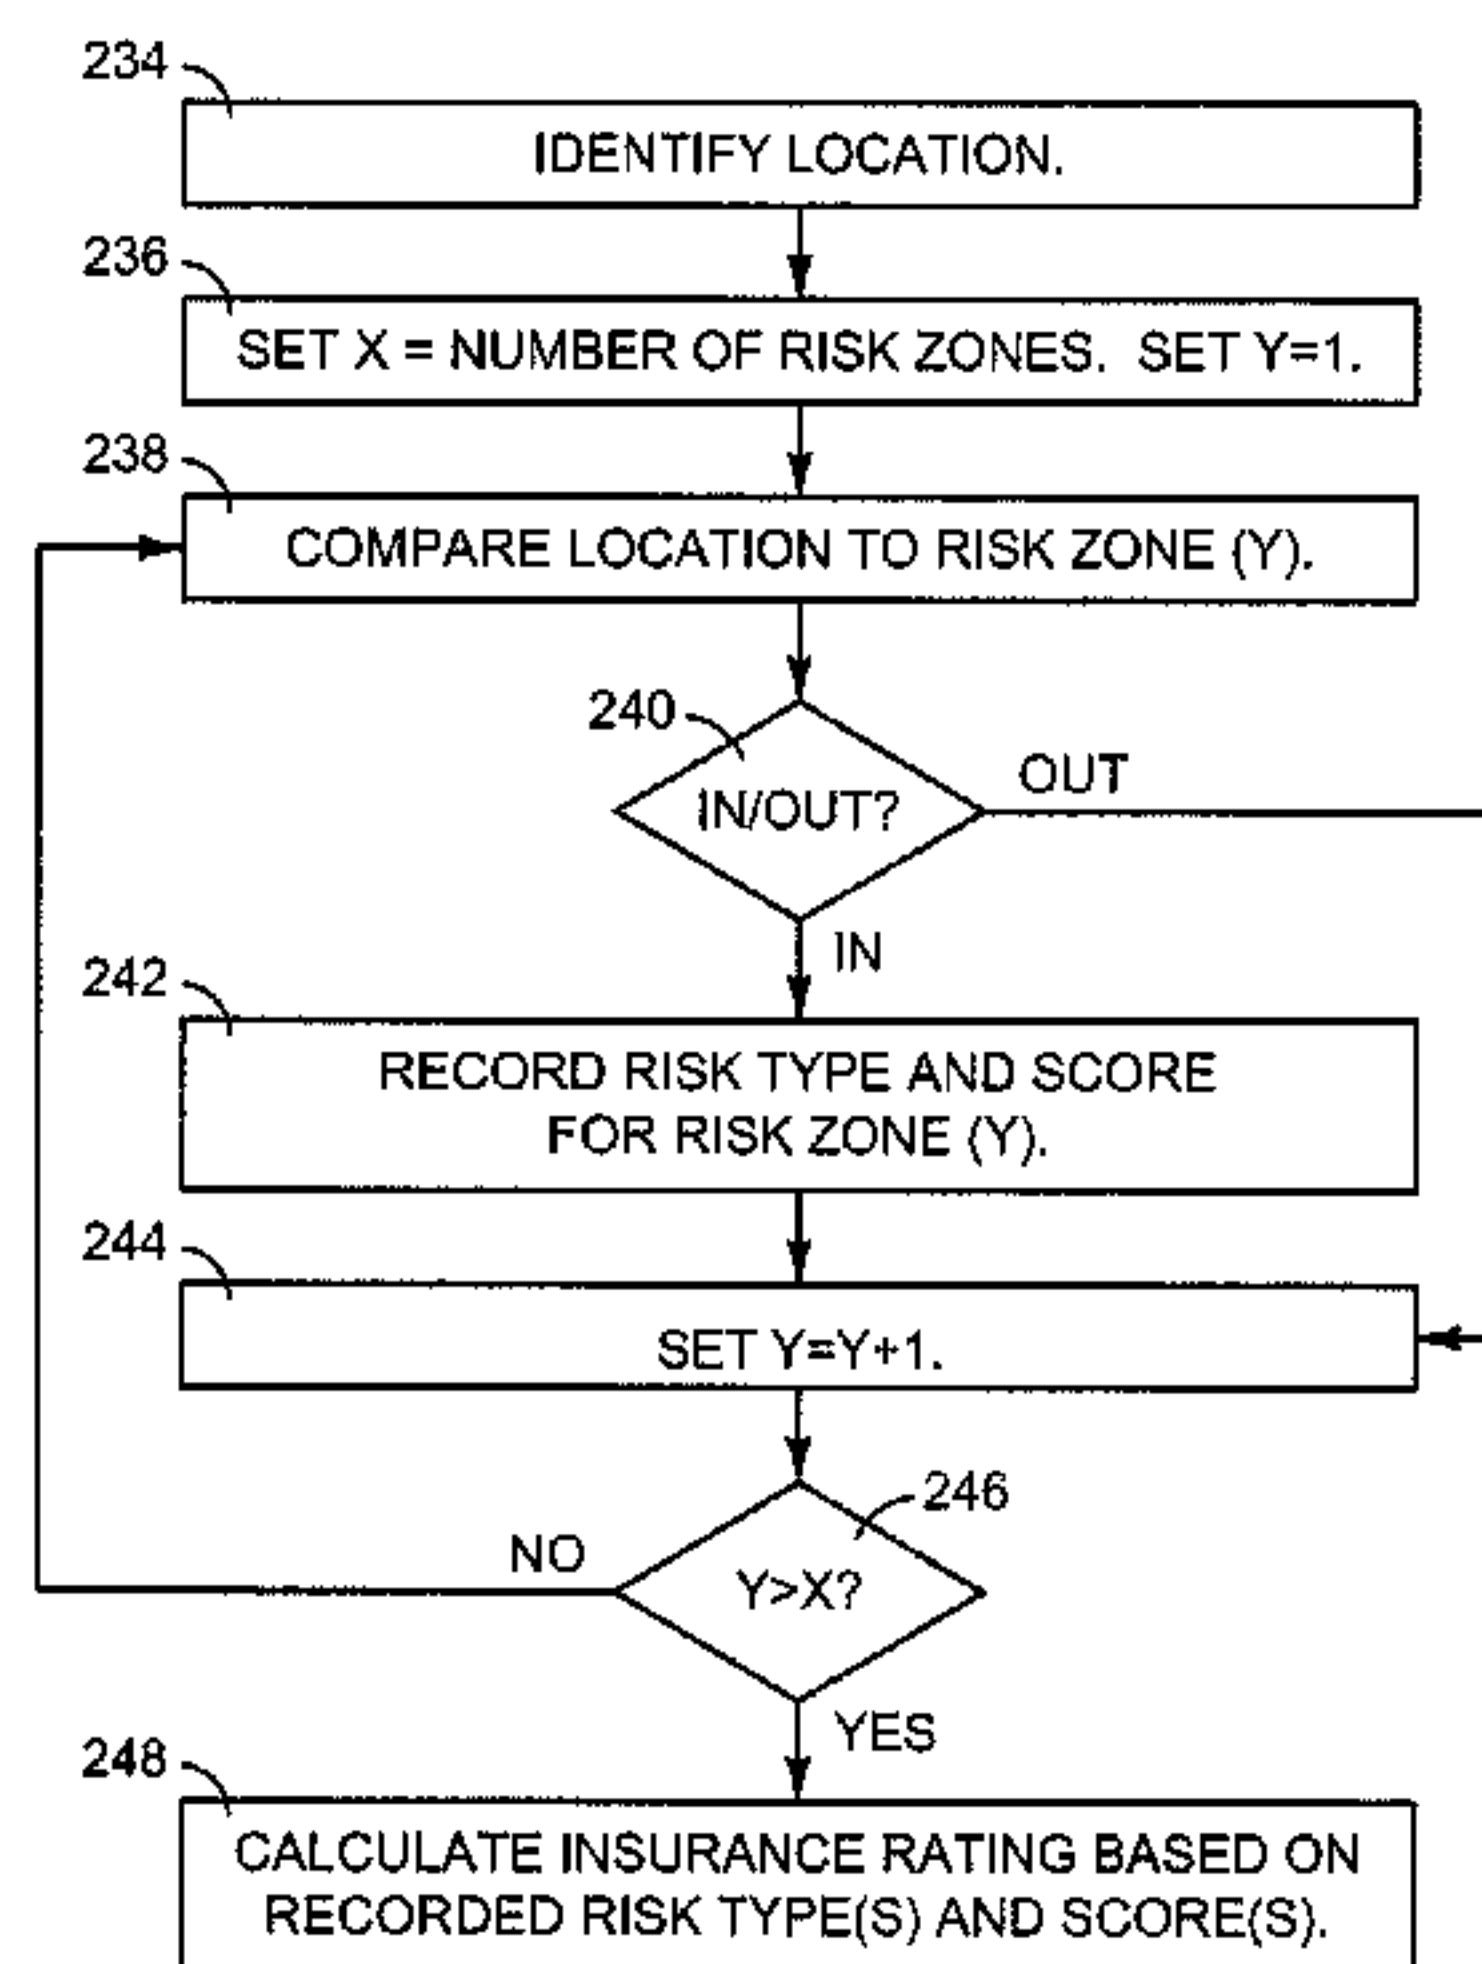 234
IDENTIFY LOCATION.
236
SET X = NUMBER OF RISK ZONES. SET Y=1.
238
COMPARE LOCATION TO RISK ZONE (Y).
240
IN/OUT?
OUT
IN
242
RECORD RISK TYPE AND SCORE
FOR RISK ZONE (Y).
244
SET Y=Y+1.
246
NO
Y>X?
YES
248
CALCULATE INSURANCE RATING BASED ON
RECORDED RISK TYPE(S) AND SCORE(S).